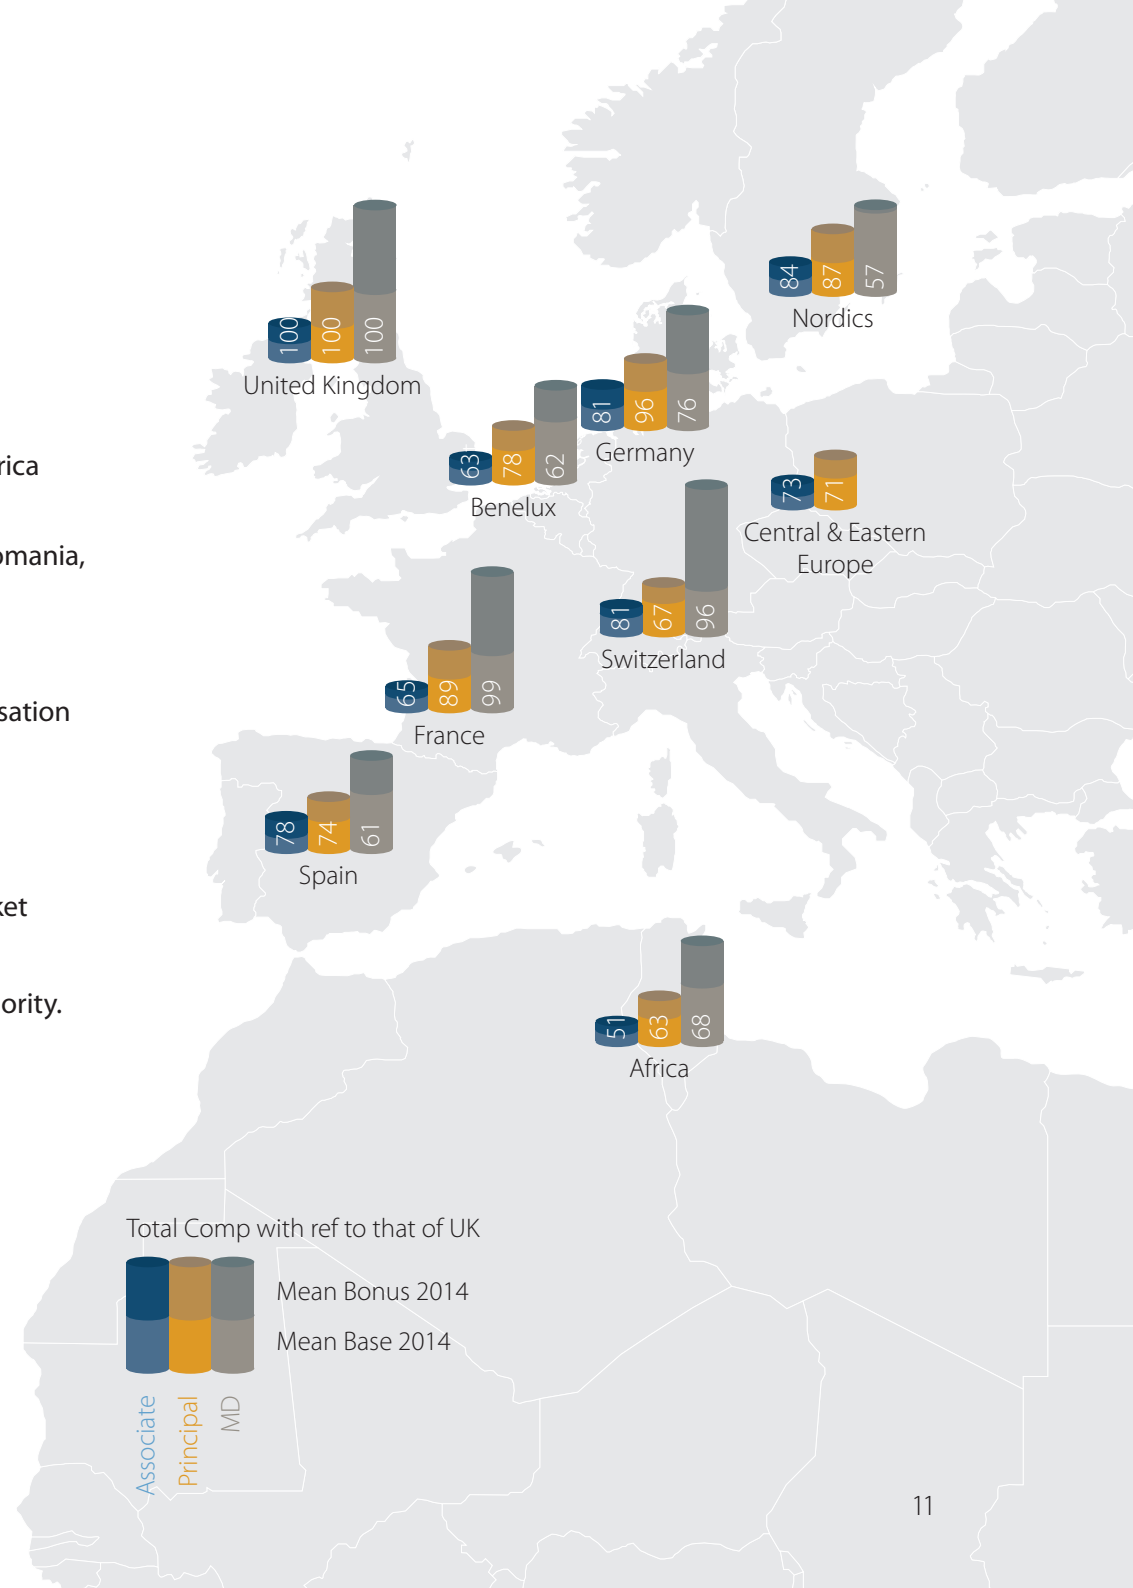 rica
omania,
sation
ket
ority.
84
87
57
Nordics
100
100
100
United Kingdom
81
96
76
Germany
63
78
62
Benelux
73
71
Central & Eastern
Europe
81
67
96
Switzerland
65
89
99
France
78
74
61
Spain
51
63
68
Africa
Total Comp with ref to that of UK
Mean Bonus 2014
Mean Base 2014
Associate
Principal
MD
11